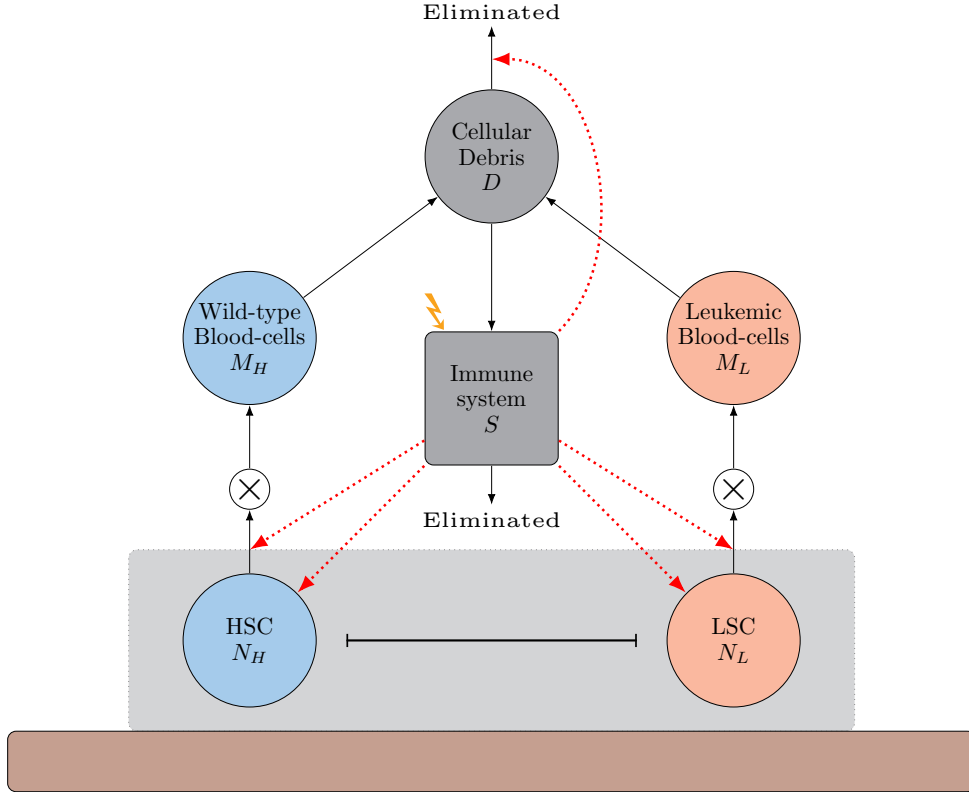 Eliminated
Cellular
Debris
D
Wild-type
Blood-cells
M_H
Immune
system
S
Leukemic
Blood-cells
M_L
Eliminated
HSC
N_H
LSC
N_L